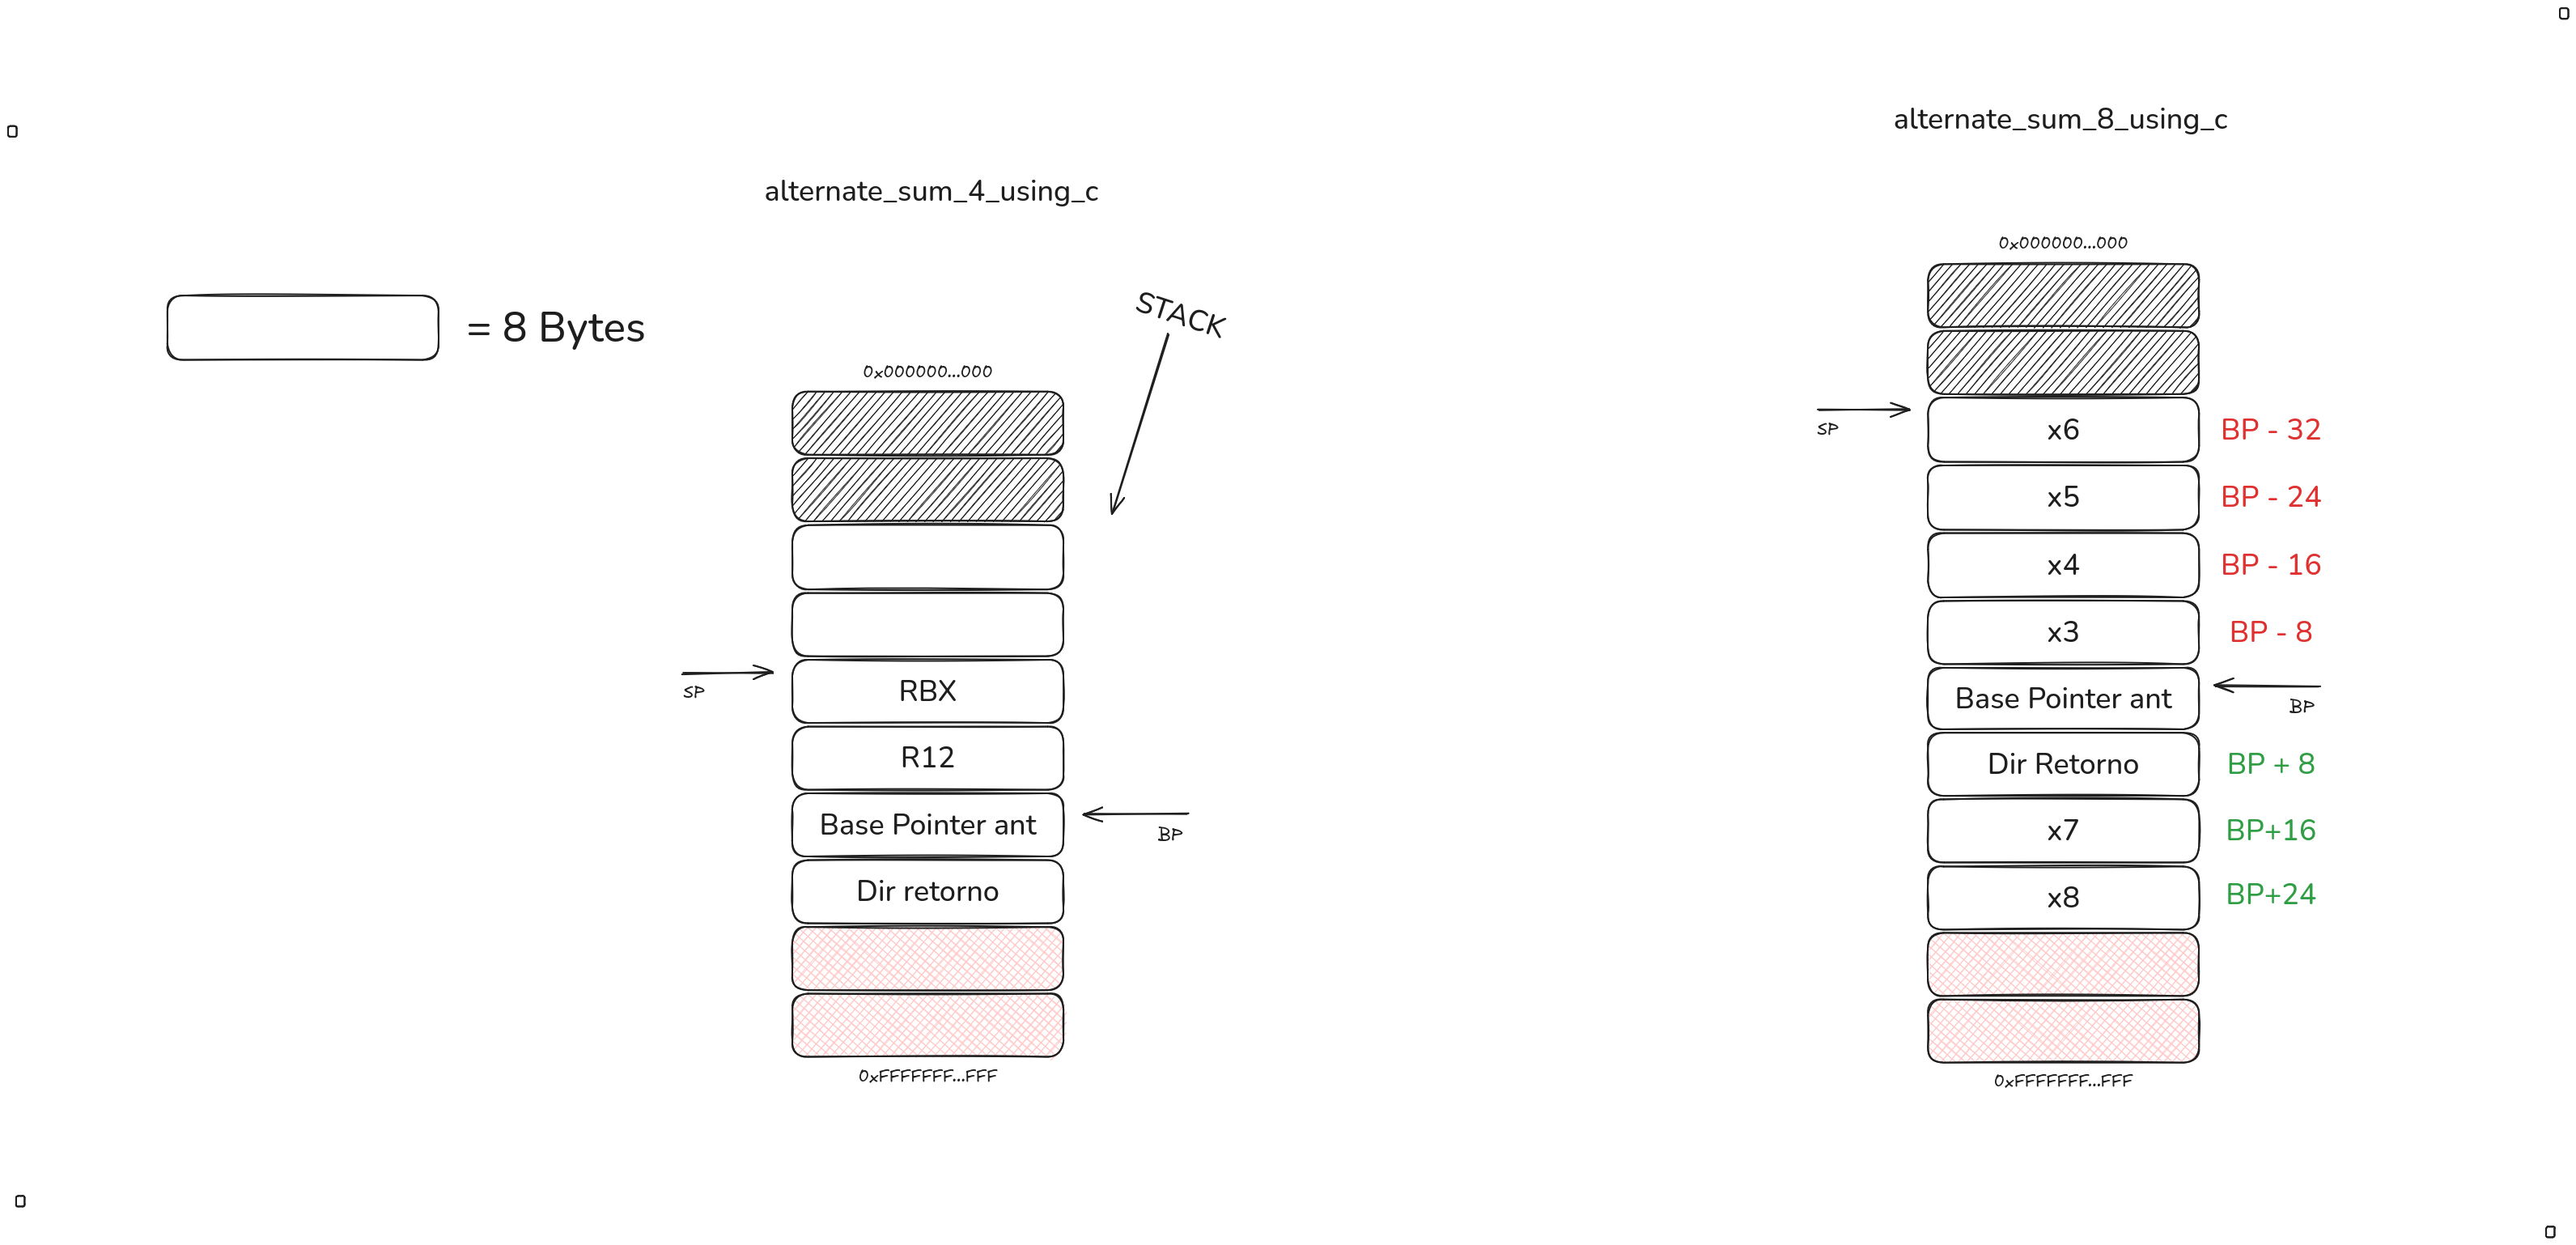 alternate_sum_4_using_c
= 8 Bytes
STACK
0x000000...000
SP
RBX
R12
Base Pointer ant
BP
Dir retorno
0xFFFFFFF...FFF
alternate_sum_8_using_c
0x000000...000
SP
x6 BP - 32
x5 BP - 24
x4 BP - 16
x3 BP - 8
Base Pointer ant
BP
Dir Retorno BP + 8
x7 BP+16
x8 BP+24
0xFFFFFFF...FFF